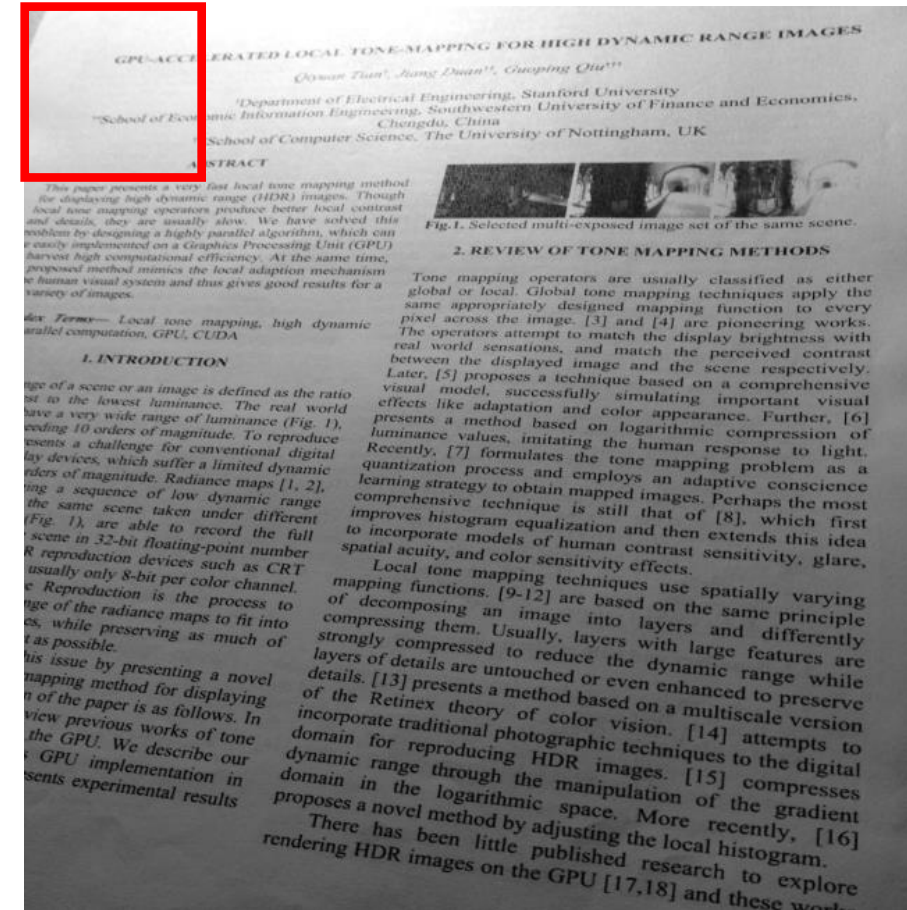 GPU-ACCELERATED LOCAL TONE-MAPPING FOR HIGH DYNAMIC RANGE IMAGES
Qiyuan Tian, Jiang Duan, Guoping Qiu
Department of Electrical Engineering, Stanford University
School of Economic Information Engineering, Southwestern University of Finance and Economics,
Chengdu, China
School of Computer Science, The University of Nottingham, UK
ABSTRACT
This paper presents a very fast local tone mapping method
for displaying high dynamic range (HDR) images. Though
local tone mapping operators produce better local contrast
and details, they are usually slow. We have solved this
problem by designing a highly parallel algorithm, which can
easily implemented on a Graphics Processing Unit (GPU)
harvest high computational efficiency. At the same time,
proposed method mimics the local adaption mechanism
human visual system and thus gives good results for a
variety of images.
Terms— Local tone mapping, high dynamic
parallel computation, GPU, CUDA
1. INTRODUCTION
of a scene or an image is defined as the ratio
to the lowest luminance. The real world
have a very wide range of luminance (Fig. 1),
10 orders of magnitude. To reproduce
a challenge for conventional digital
devices, which suffer a limited dynamic
orders of magnitude. Radiance maps [1, 2],
a sequence of low dynamic range
the same scene taken under different
(Fig. 1), are able to record the full
scene in 32-bit floating-point number
reproduction devices such as CRT
usually only 8-bit per color channel.
Reproduction is the process to
of the radiance maps to fit into
while preserving as much of
as possible.
this issue by presenting a novel
mapping method for displaying
of the paper is as follows. In
previous works of tone
the GPU. We describe our
GPU implementation in
experimental results
Fig.1. Selected multi-exposed image set of the same scene.
2. REVIEW OF TONE MAPPING METHODS
Tone mapping operators are usually classified as either
global or local. Global tone mapping techniques apply the
same appropriately designed mapping function to every
pixel across the image. [3] and [4] are pioneering works.
The operators attempt to match the display brightness with
real world sensations, and match the perceived contrast
between the displayed image and the scene respectively.
Later, [5] proposes a technique based on a comprehensive
visual model, successfully simulating important visual
effects like adaptation and color appearance. Further, [6]
presents a method based on logarithmic compression of
luminance values, imitating the human response to light.
Recently, [7] formulates the tone mapping problem as a
quantization process and employs an adaptive conscience
learning strategy to obtain mapped images. Perhaps the most
comprehensive technique is still that of [8], which first
improves histogram equalization and then extends this idea
to incorporate models of human contrast sensitivity, glare,
spatial acuity, and color sensitivity effects.
Local tone mapping techniques use spatially varying
mapping functions. [9-12] are based on the same principle
of decomposing an image into layers and differently
compressing them. Usually, layers with large features are
strongly compressed to reduce the dynamic range while
layers of details are untouched or even enhanced to preserve
details. [13] presents a method based on a multiscale version
of the Retinex theory of color vision. [14] attempts to
incorporate traditional photographic techniques to the digital
domain for reproducing HDR images. [15] compresses
dynamic range through the manipulation of the gradient
domain in the logarithmic space. More recently, [16]
proposes a novel method by adjusting the local histogram.
There has been little published research to explore
rendering HDR images on the GPU [17,18] and these